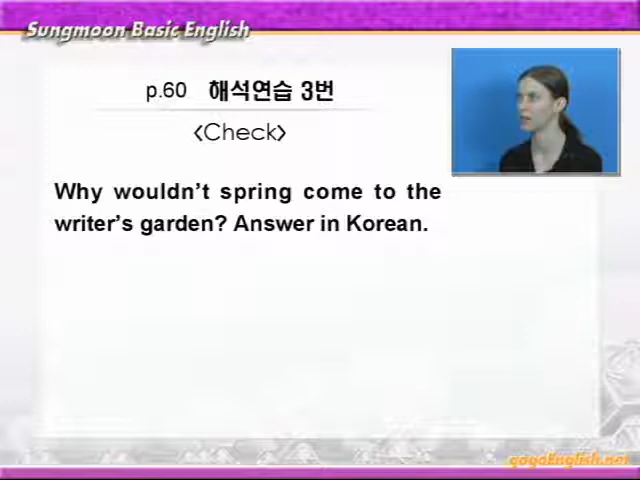 Sungmoon Basic English
p.60 해석연습 3번
<Check>
Why wouldn't spring come to the
writer's garden? Answer in Korean.
gogoEnglish.net